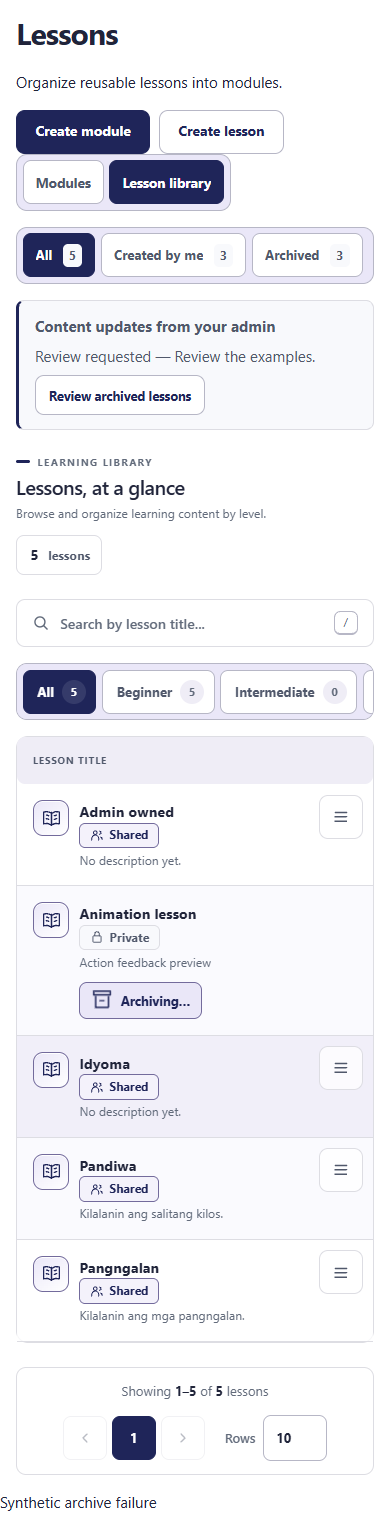 Lessons
Organize reusable lessons into modules.
Create module Create lesson
Modules Lesson library
All 5 Created by me 3 Archived 3
Content updates from your admin
Review requested — Review the examples.
Review archived lessons
LEARNING LIBRARY
Lessons, at a glance
Browse and organize learning content by level.
5 lessons
Search by lesson title... /
All 5 Beginner 5 Intermediate 0
LESSON TITLE
Admin owned
Shared
No description yet.
Animation lesson
Private
Action feedback preview
Archiving...
Idyoma
Shared
No description yet.
Pandiwa
Shared
Kilalanin ang salitang kilos.
Pangngalan
Shared
Kilalanin ang mga pangngalan.
Showing 1–5 of 5 lessons
1 Rows 10
Synthetic archive failure